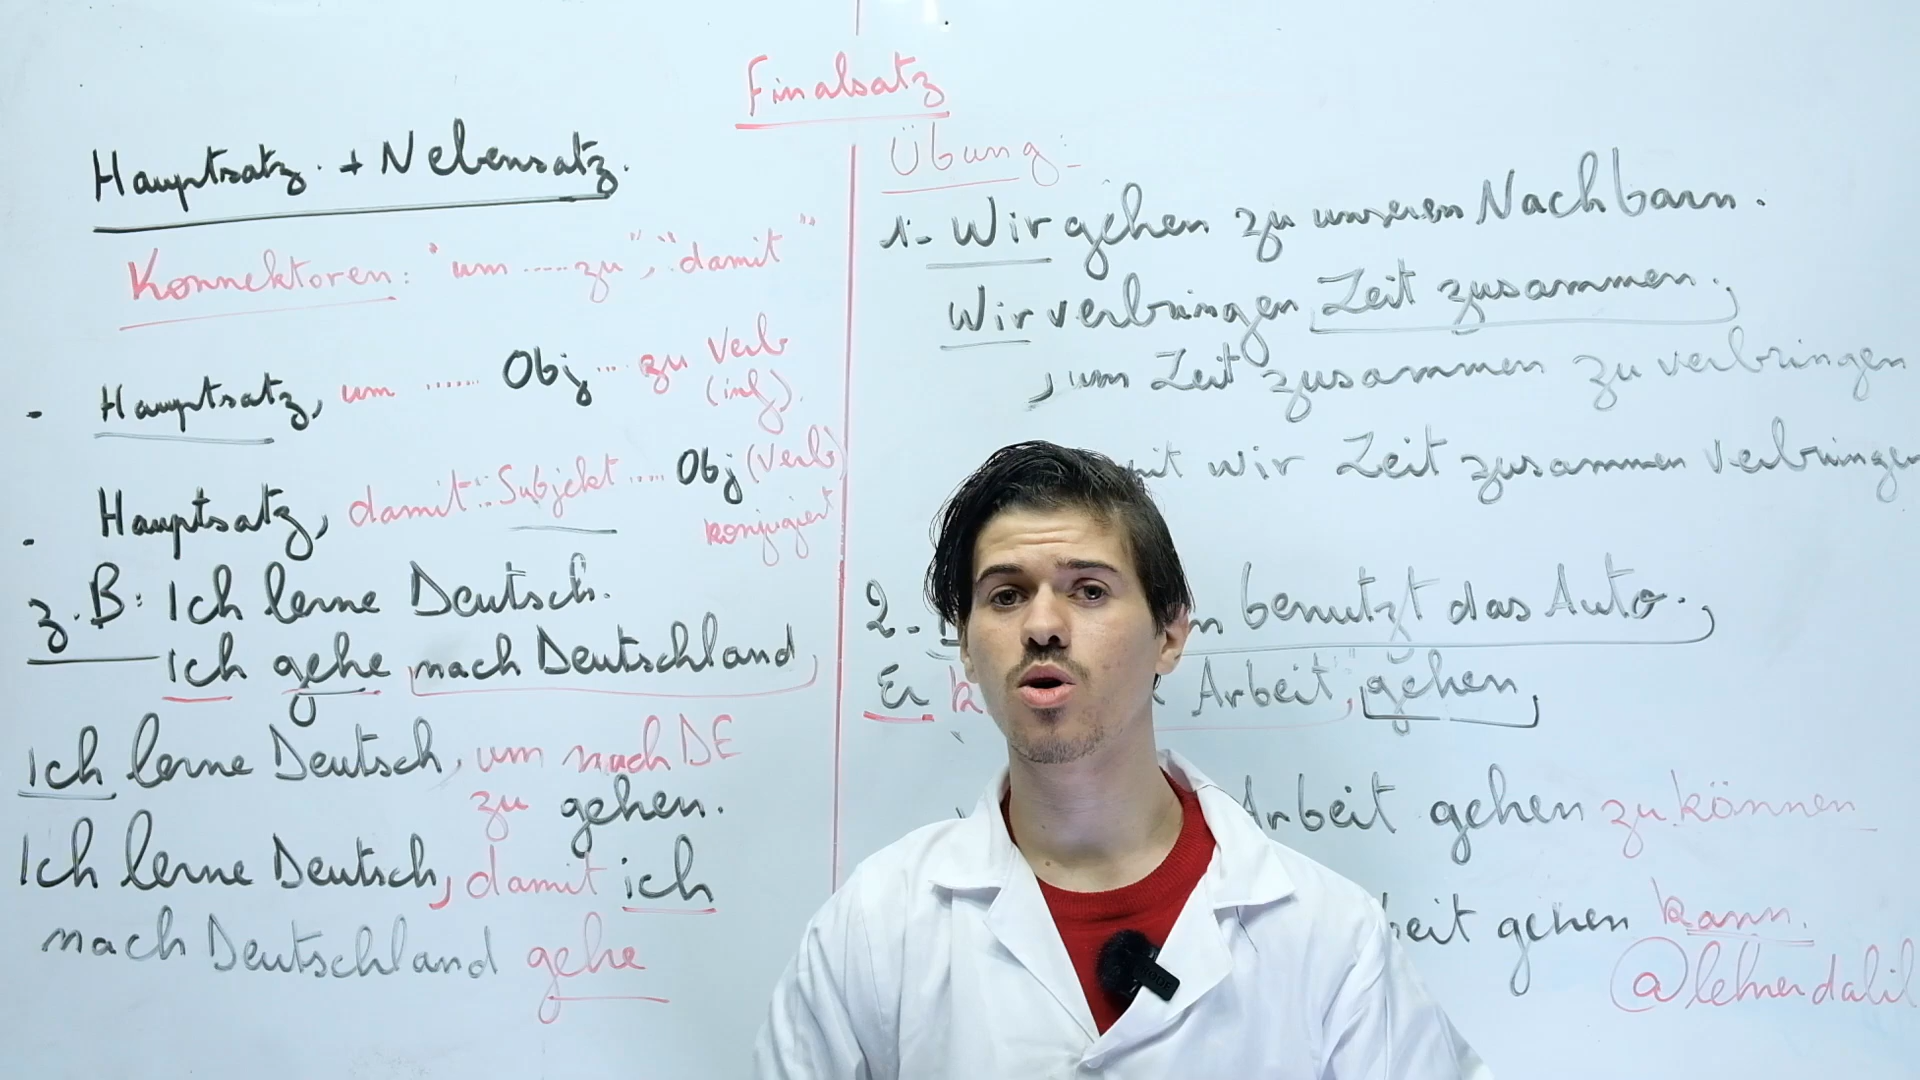 Finalsatz
Hauptsatz. + Nebensatz.
Konnektoren: "um ..... zu", "damit"
- Hauptsatz, um ...... Obj ... zu Verb
(inf).
- Hauptsatz, damit .. Subjekt ..... Obj (Verb)
konjugiert
z.B: Ich lerne Deutsch.
Ich gehe nach Deutschland,
Ich lerne Deutsch, um nach DE
zu gehen.
Ich lerne Deutsch, damit ich
nach Deutschland gehe
Übung:
1- Wir gehen zu unseren Nachbarn.
Wir verbringen Zeit zusammen.,
, um Zeit zusammen zu verbringen
wir Zeit zusammen verbringen
2- benutzt das Auto.,
Er Arbeit gehen,
Arbeit gehen zu können
gehen kann.
@lehrerdalil